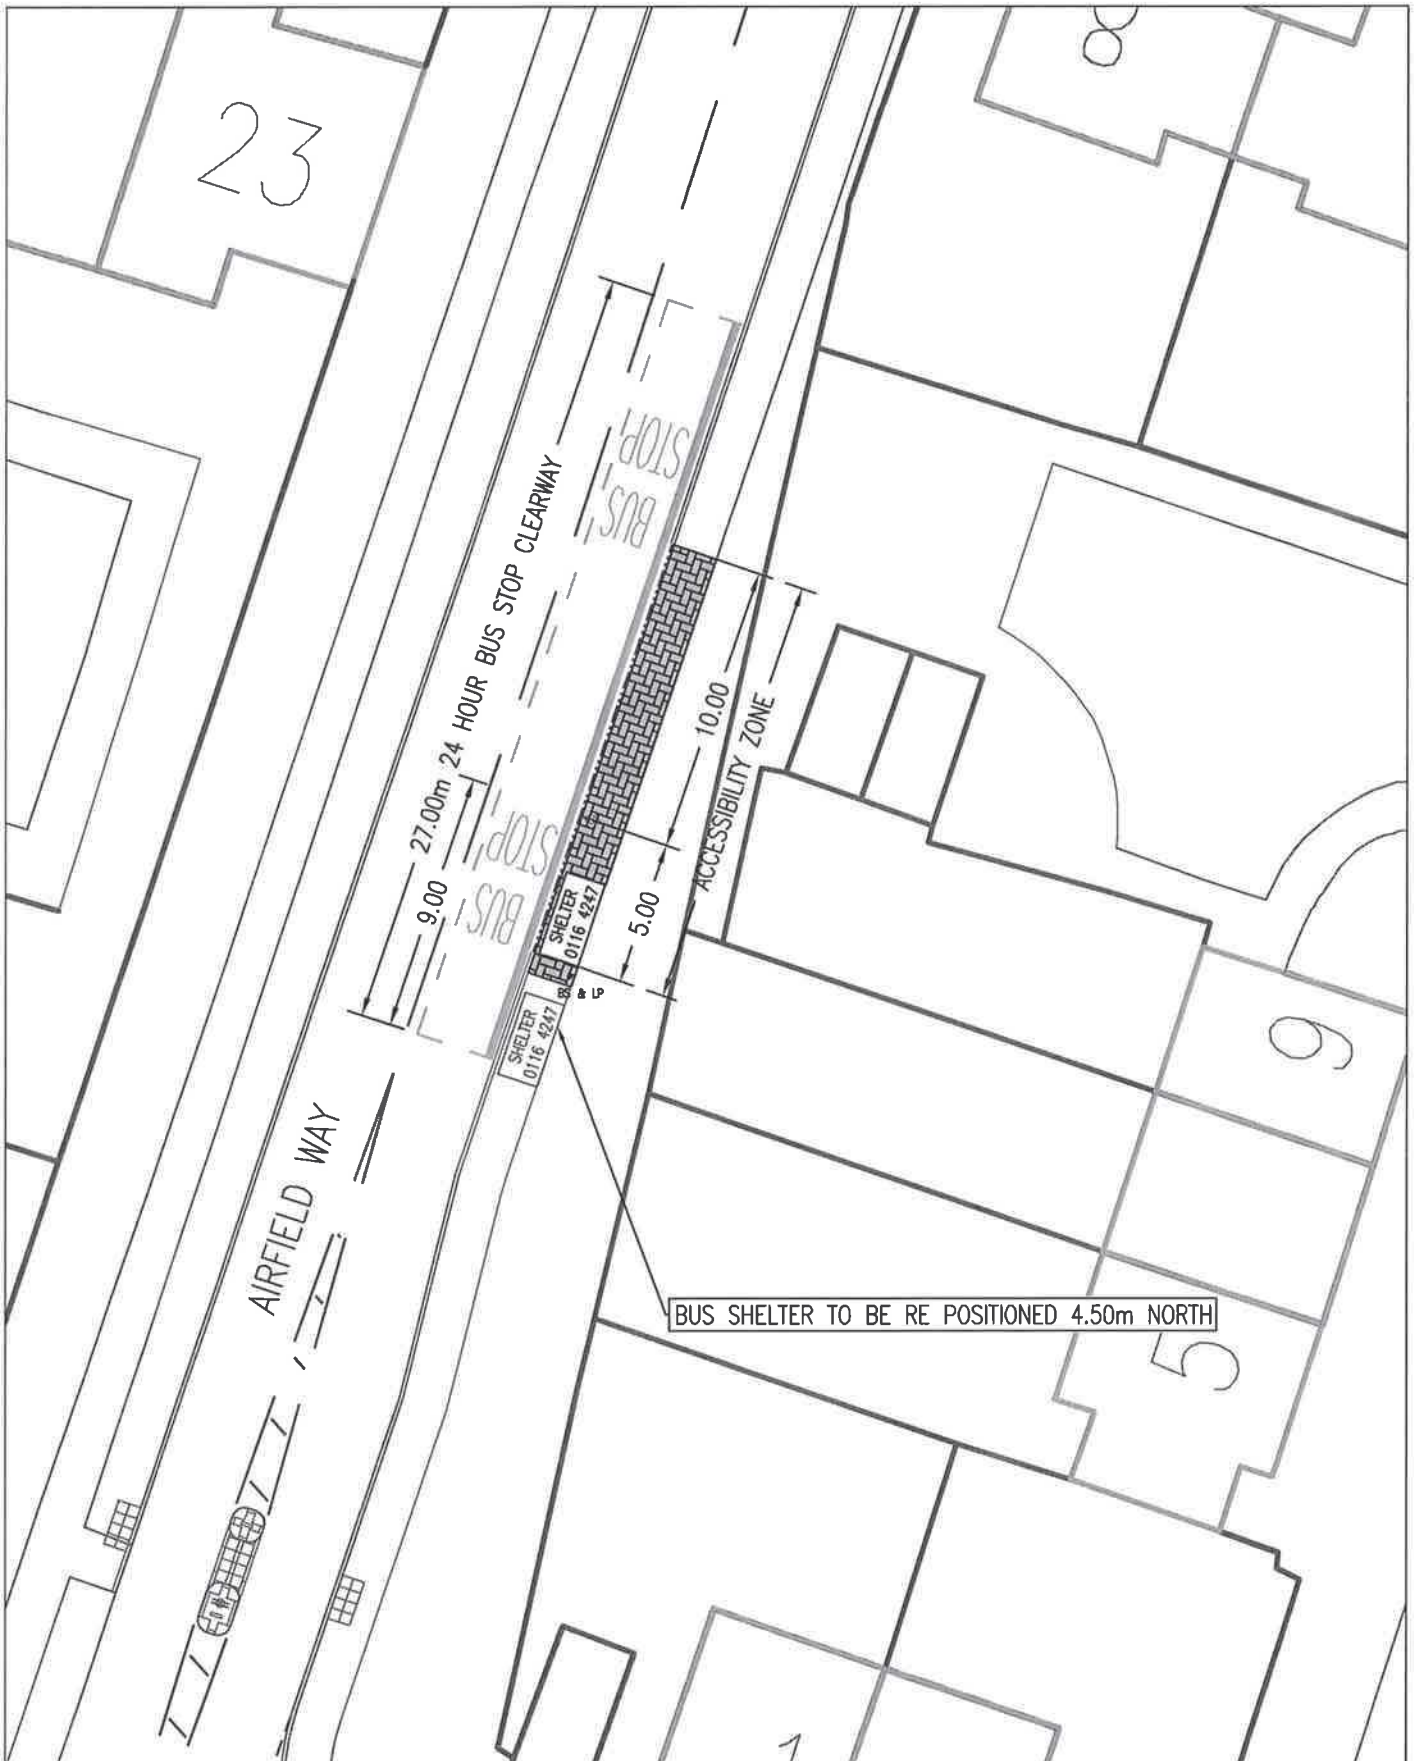 8
23
STOP
BUS
27.00m 24 HOUR BUS STOP CLEARWAY
10.00
ACCESSIBILITY ZONE
9.00
STOP
BUS
5.00
SHELTER
0116 4247
BS & LP
SHELTER
0116 4247
9
AIRFIELD WAY
BUS SHELTER TO BE RE POSITIONED 4.50m NORTH
5
1